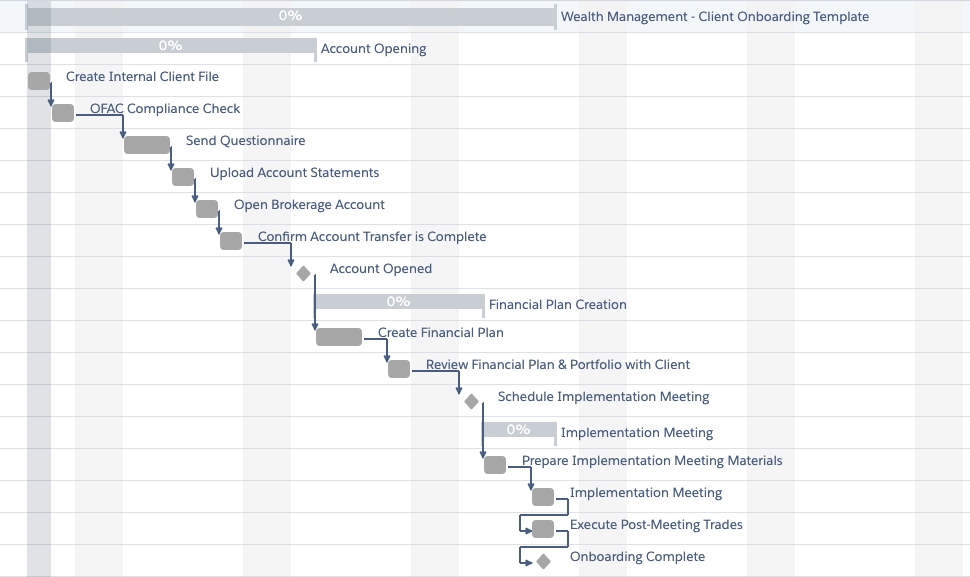 0% Wealth Management - Client Onboarding Template
0% Account Opening
Create Internal Client File
OFAC Compliance Check
Send Questionnaire
Upload Account Statements
Open Brokerage Account
Confirm Account Transfer is Complete
Account Opened
0% Financial Plan Creation
Create Financial Plan
Review Financial Plan & Portfolio with Client
Schedule Implementation Meeting
0% Implementation Meeting
Prepare Implementation Meeting Materials
Implementation Meeting
Execute Post-Meeting Trades
Onboarding Complete